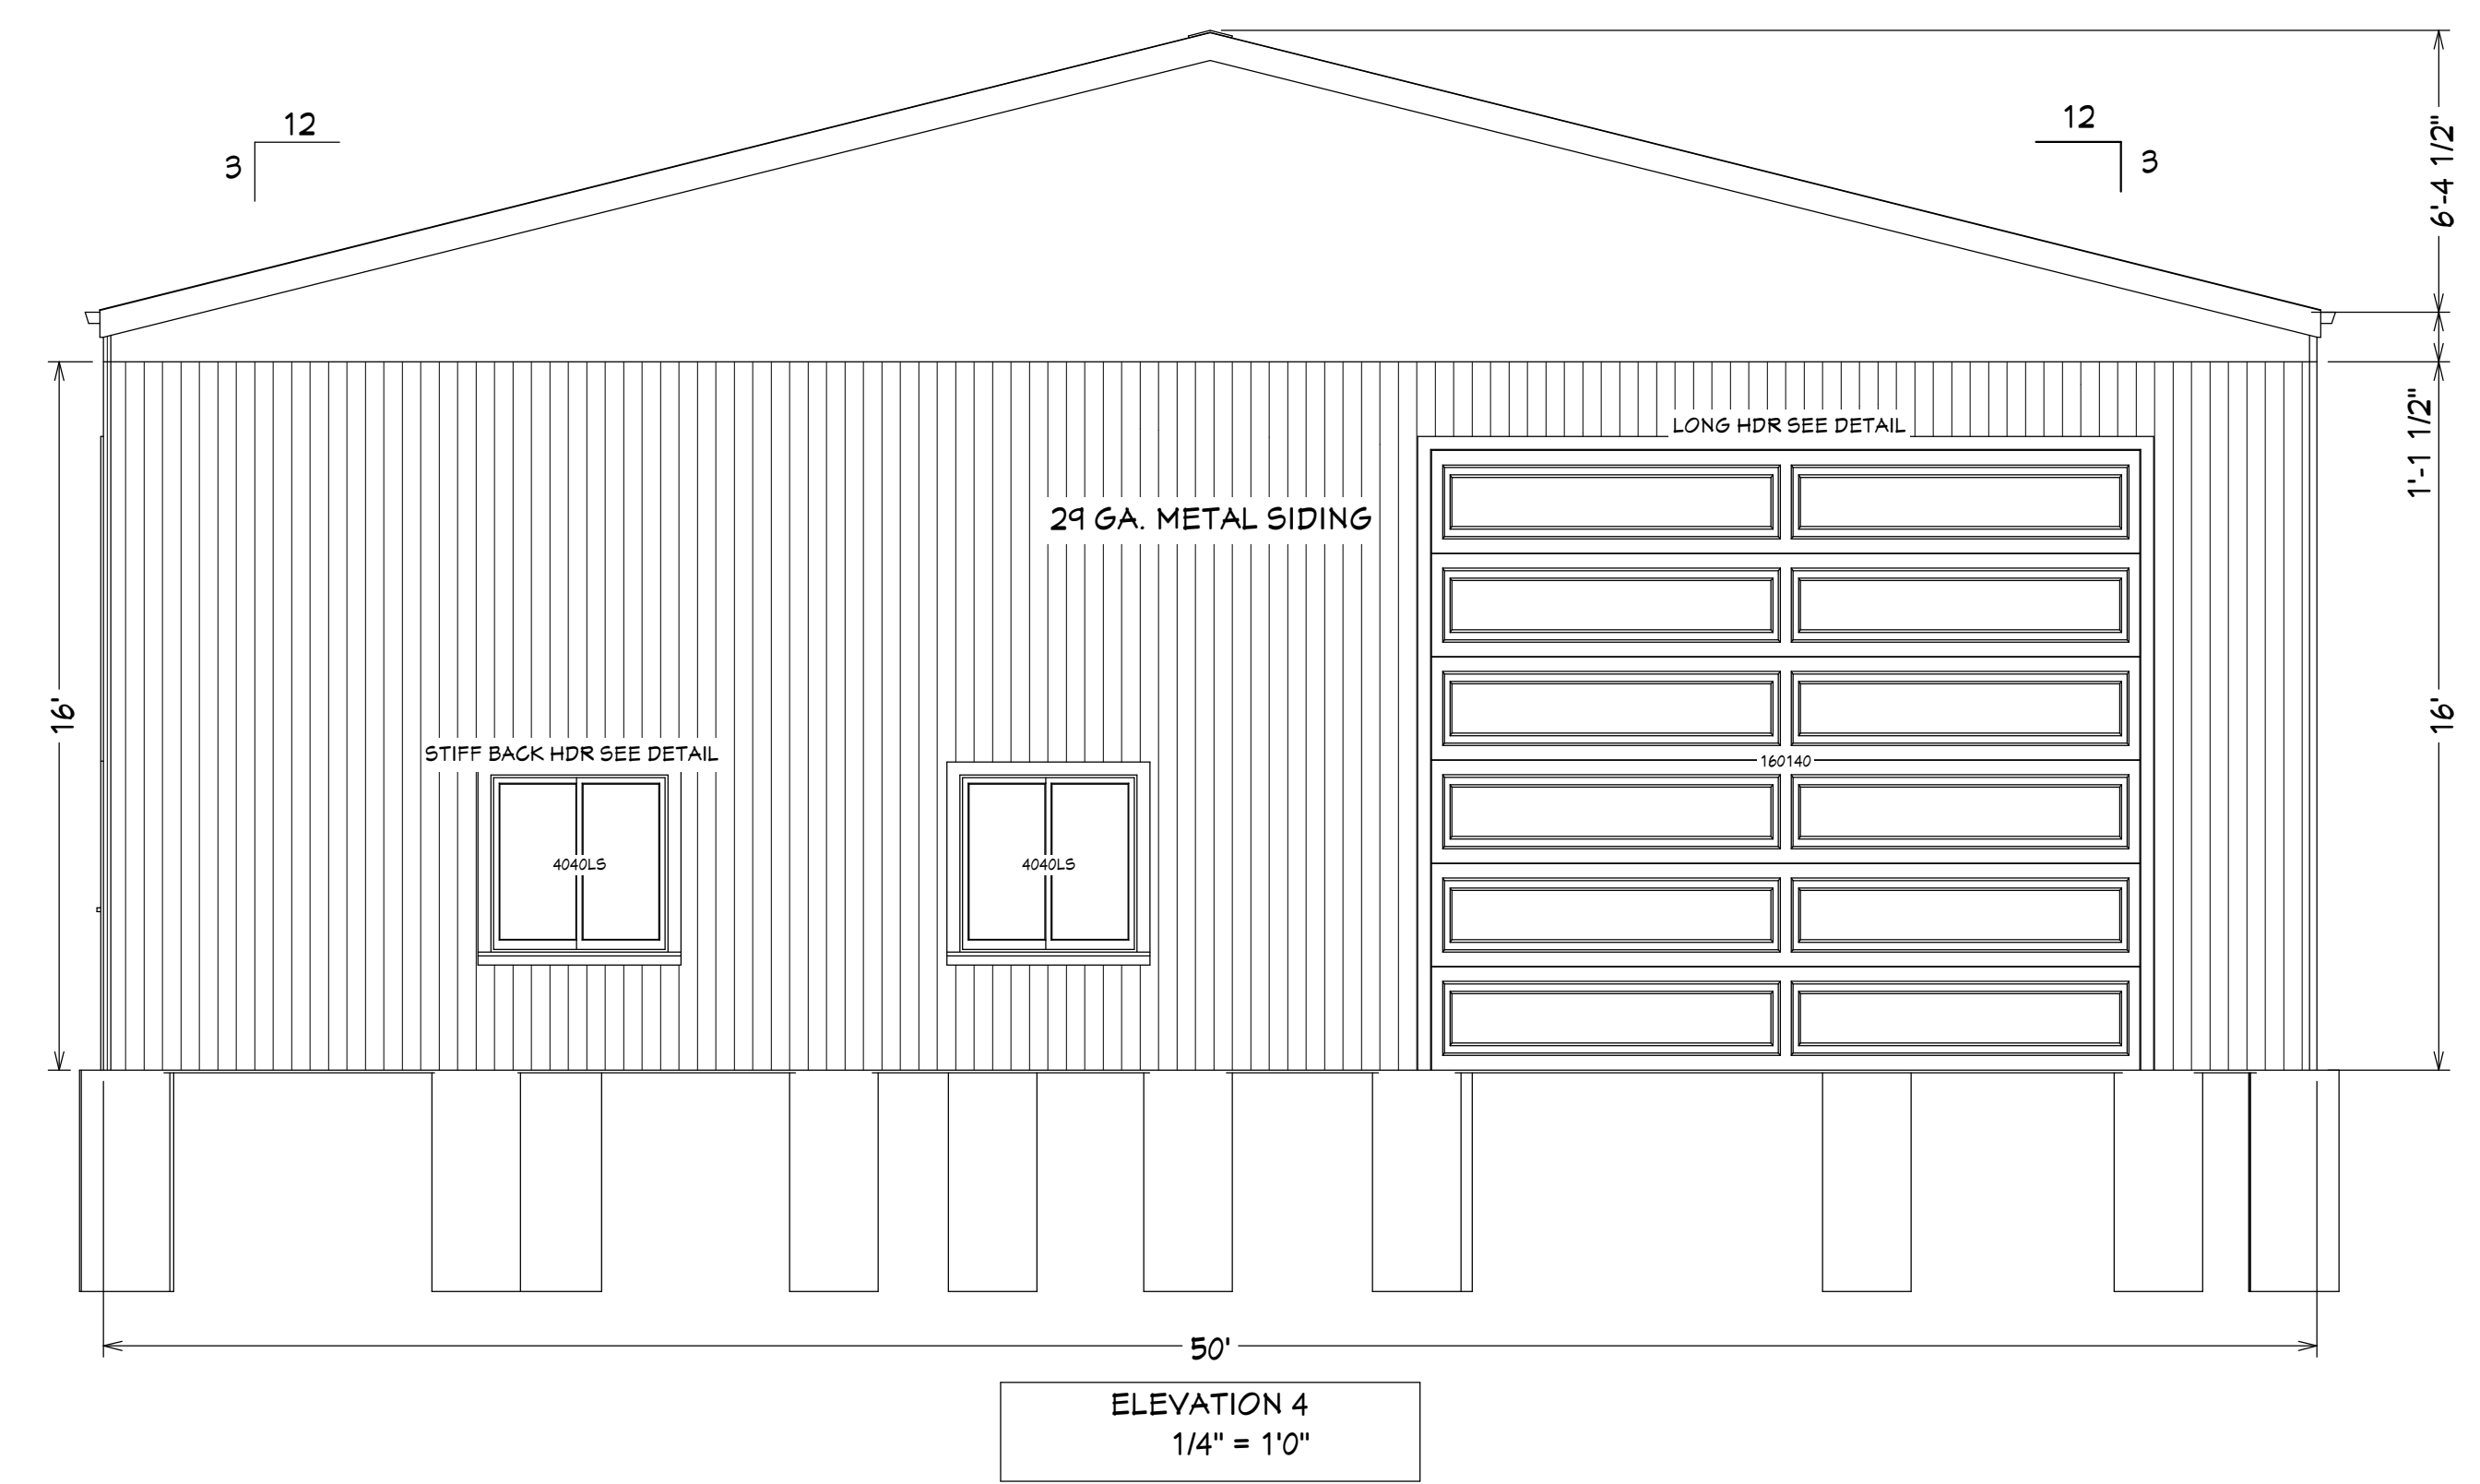 12
3
12
3
6'-4 1/2"
1'-1 1/2"
LONG HDR SEE DETAIL
29 GA. METAL SIDING
16'
16'
STIFF BACK HDR SEE DETAIL
160140
4040LS
4040LS
50'
ELEVATION 4
1/4" = 1'0"